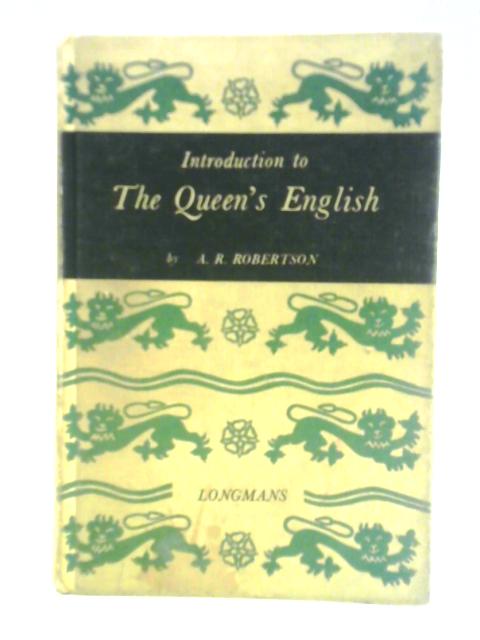 Introduction to
The Queen's English
by A. R. ROBERTSON
LONGMANS